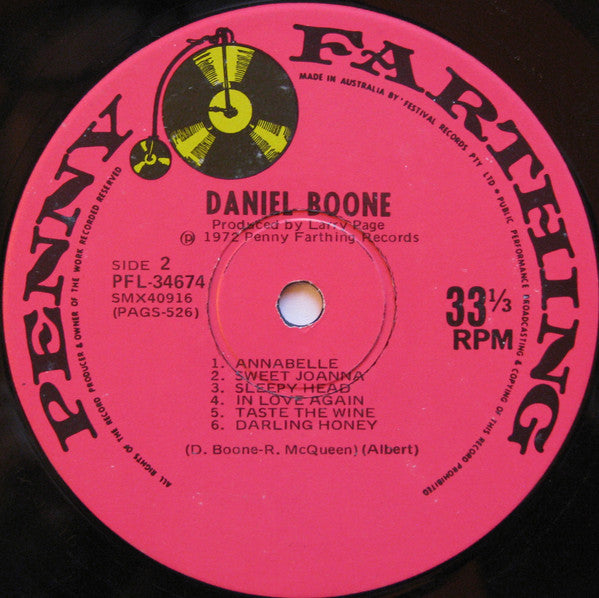 PENNY FARTHING
MADE IN AUSTRALIA BY FESTIVAL RECORDS PTY LTD • PUBLIC PERFORMANCE BROADCASTING & COPYING OF THIS RECORD PROHIBITED
ALL RIGHTS OF THE RECORD PRODUCER & OWNER OF THE WORK RECORDED RESERVED
DANIEL BOONE
Produced by Larry Page
℗ 1972 Penny Farthing Records
SIDE 2
PFL-34674
SMX40916
(PAGS-526)
33⅓
RPM
1. ANNABELLE
2. SWEET JOANNA
3. SLEEPY HEAD
4. IN LOVE AGAIN
5. TASTE THE WINE
6. DARLING HONEY
(D. Boone-R. McQueen) (Albert)